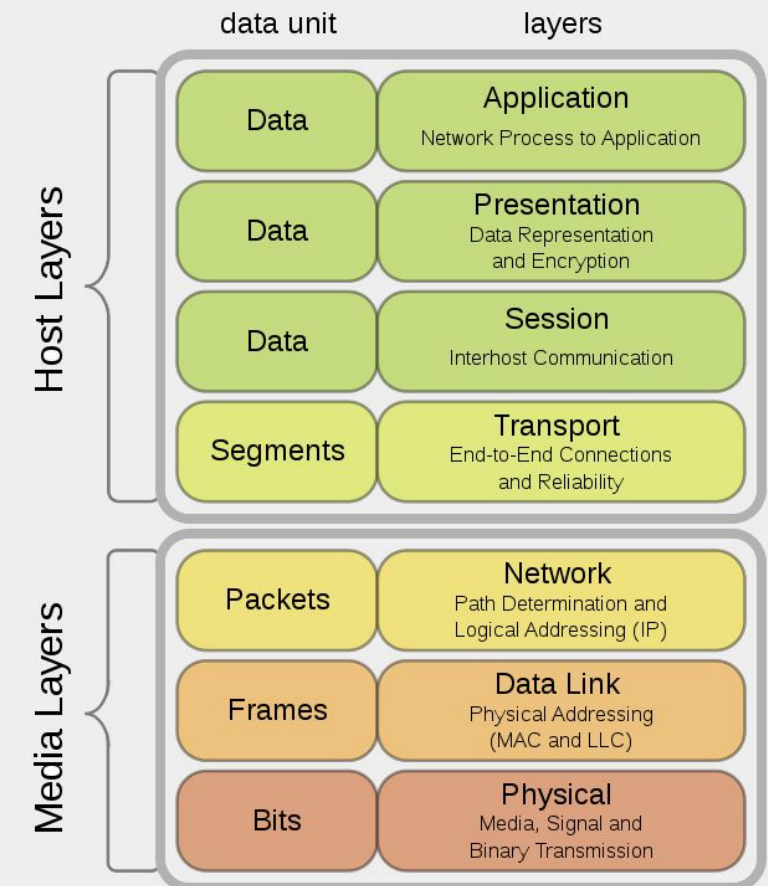 data unit
layers
Host Layers
Data
Application
Network Process to Application
Data
Presentation
Data Representation
and Encryption
Data
Session
Interhost Communication
Segments
Transport
End-to-End Connections
and Reliability
Media Layers
Packets
Network
Path Determination and
Logical Addressing (IP)
Frames
Data Link
Physical Addressing
(MAC and LLC)
Bits
Physical
Media, Signal and
Binary Transmission